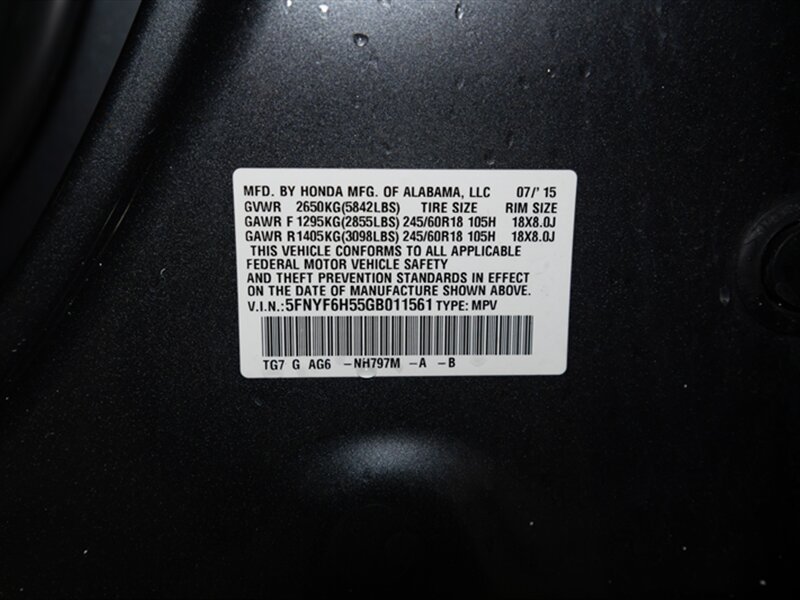 MFD. BY HONDA MFG. OF ALABAMA, LLC 07/' 15
GVWR 2650KG(5842LBS) TIRE SIZE RIM SIZE
GAWR F 1295KG(2855LBS) 245/60R18 105H 18X8.0J
GAWR R1405KG(3098LBS) 245/60R18 105H 18X8.0J
THIS VEHICLE CONFORMS TO ALL APPLICABLE
FEDERAL MOTOR VEHICLE SAFETY
AND THEFT PREVENTION STANDARDS IN EFFECT
ON THE DATE OF MANUFACTURE SHOWN ABOVE.
V.I.N.:5FNYF6H55GB011561 TYPE: MPV
TG7 G AG6 -NH797M -A -B